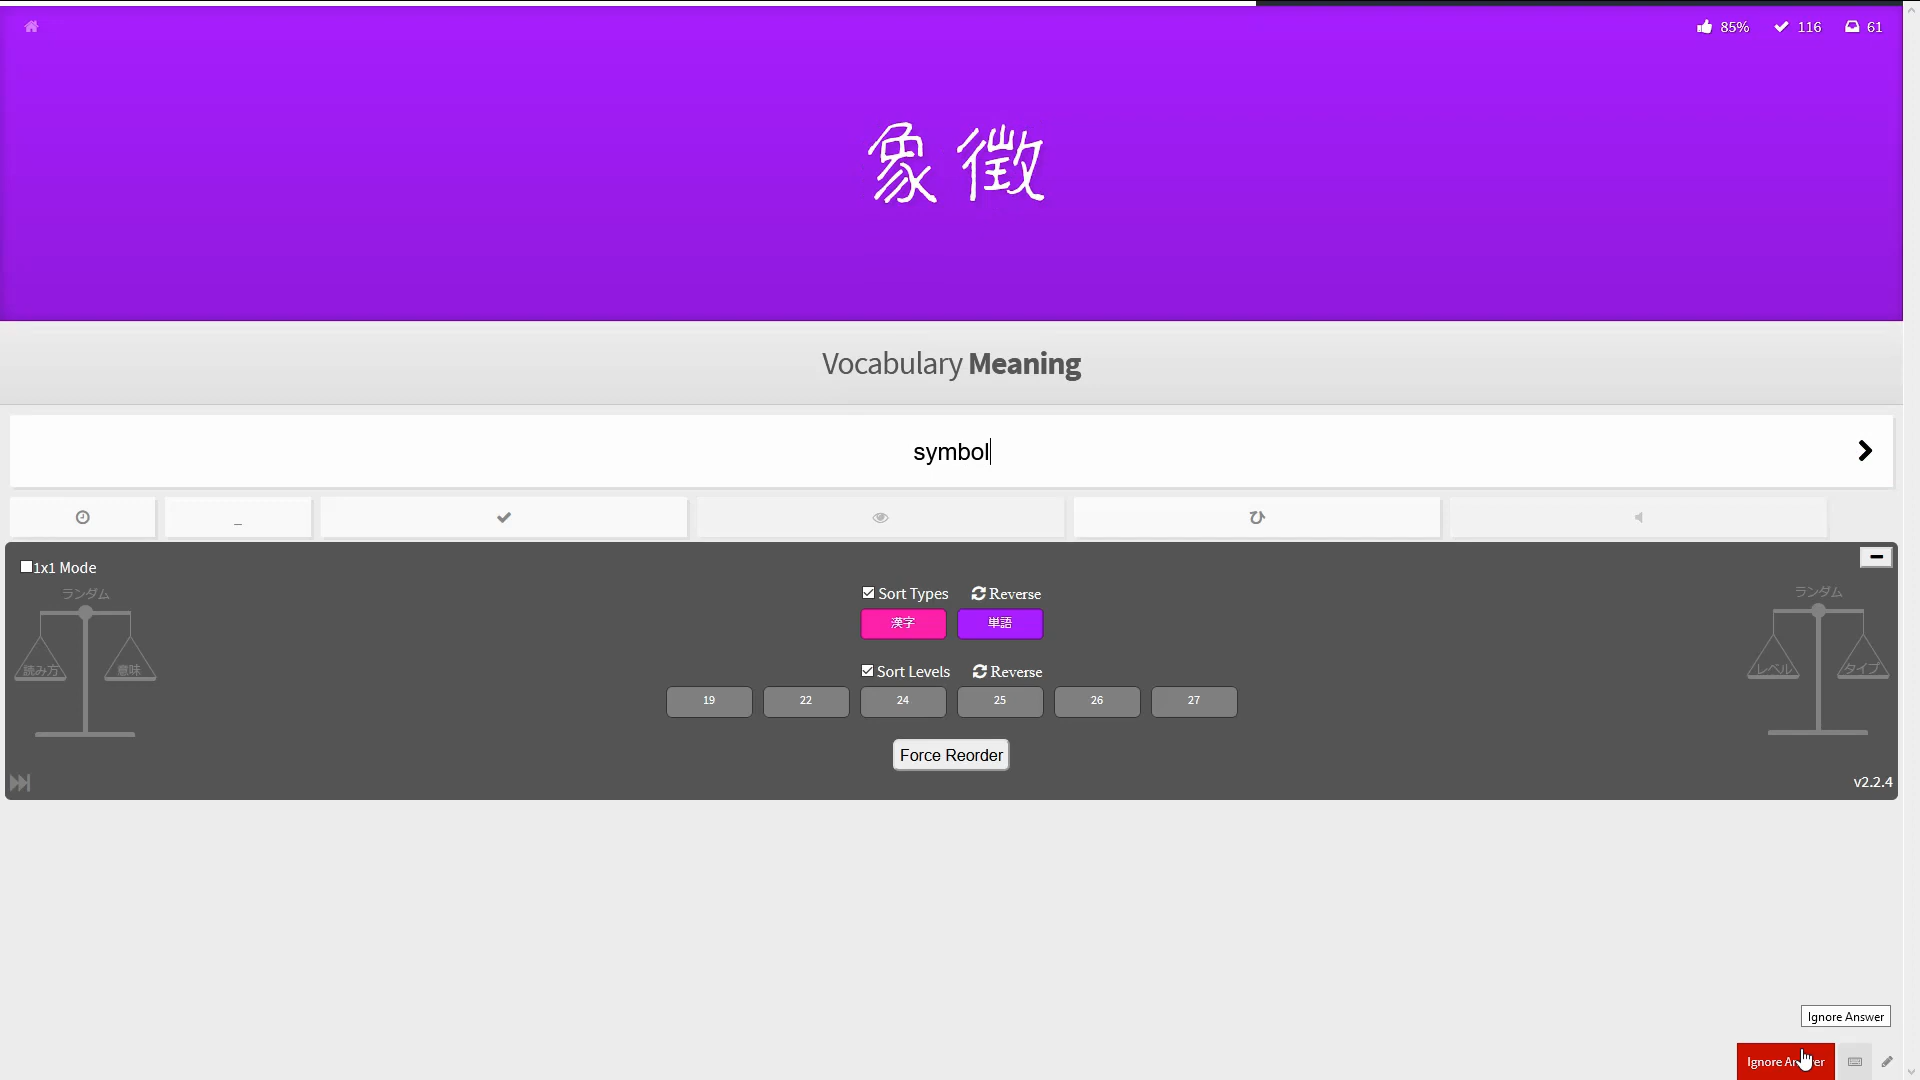 85% 116 61
象徴
Vocabulary Meaning
symbol
_ ひ
1x1 Mode
ランダム
読み方 意味
Sort Types Reverse
漢字 単語
Sort Levels Reverse
19 22 24 25 26 27
Force Reorder
ランダム
レベル タイプ
v2.2.4
Ignore Answer